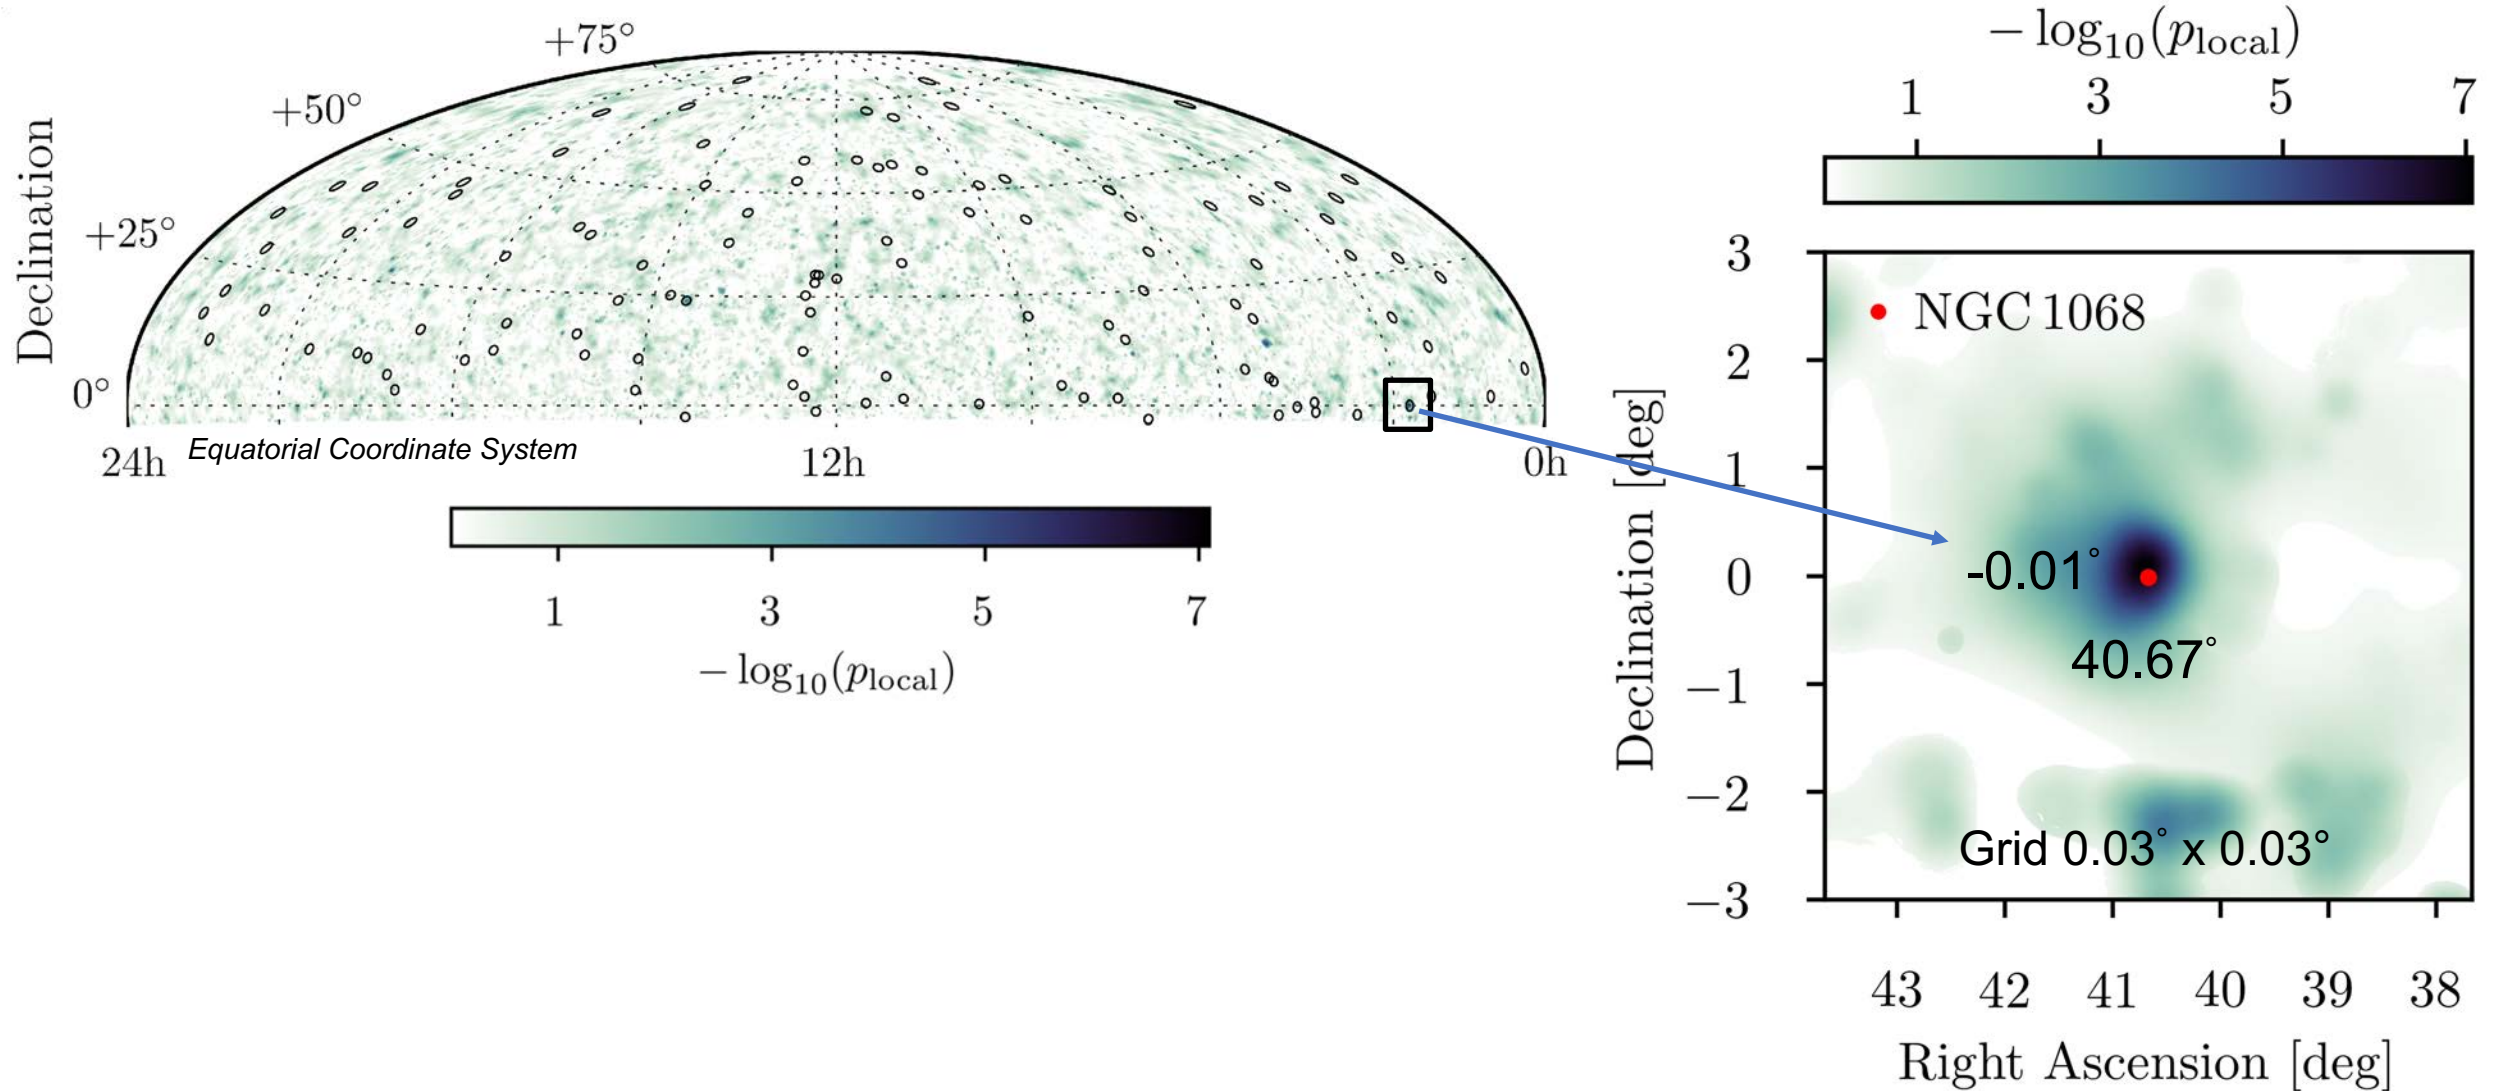 +75°
+50°
+25°
0°
Declination
24h
Equatorial Coordinate System
12h
0h
1 3 5 7
− log₁₀(p_local)
− log₁₀(p_local)
1 3 5 7
NGC 1068
3
2
1
0
−1
−2
−3
Declination [deg]
-0.01°
40.67°
Grid 0.03° x 0.03°
43 42 41 40 39 38
Right Ascension [deg]